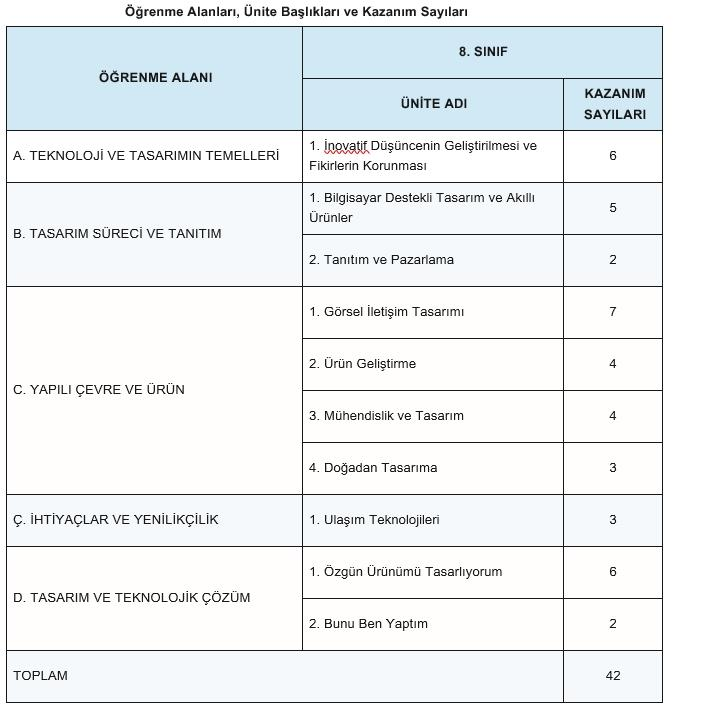 Öğrenme Alanları, Ünite Başlıkları ve Kazanım Sayıları
ÖĞRENME ALANI
8. SINIF
ÜNİTE ADI
KAZANIM
SAYILARI
A. TEKNOLOJİ VE TASARIMIN TEMELLERİ
1. İnovatif Düşüncenin Geliştirilmesi ve
Fikirlerin Korunması
6
B. TASARIM SÜRECİ VE TANITIM
1. Bilgisayar Destekli Tasarım ve Akıllı
Ürünler
5
2. Tanıtım ve Pazarlama
2
C. YAPILI ÇEVRE VE ÜRÜN
1. Görsel İletişim Tasarımı
7
2. Ürün Geliştirme
4
3. Mühendislik ve Tasarım
4
4. Doğadan Tasarıma
3
Ç. İHTİYAÇLAR VE YENİLİKÇİLİK
1. Ulaşım Teknolojileri
3
D. TASARIM VE TEKNOLOJİK ÇÖZÜM
1. Özgün Ürünümü Tasarlıyorum
6
2. Bunu Ben Yaptım
2
TOPLAM
42